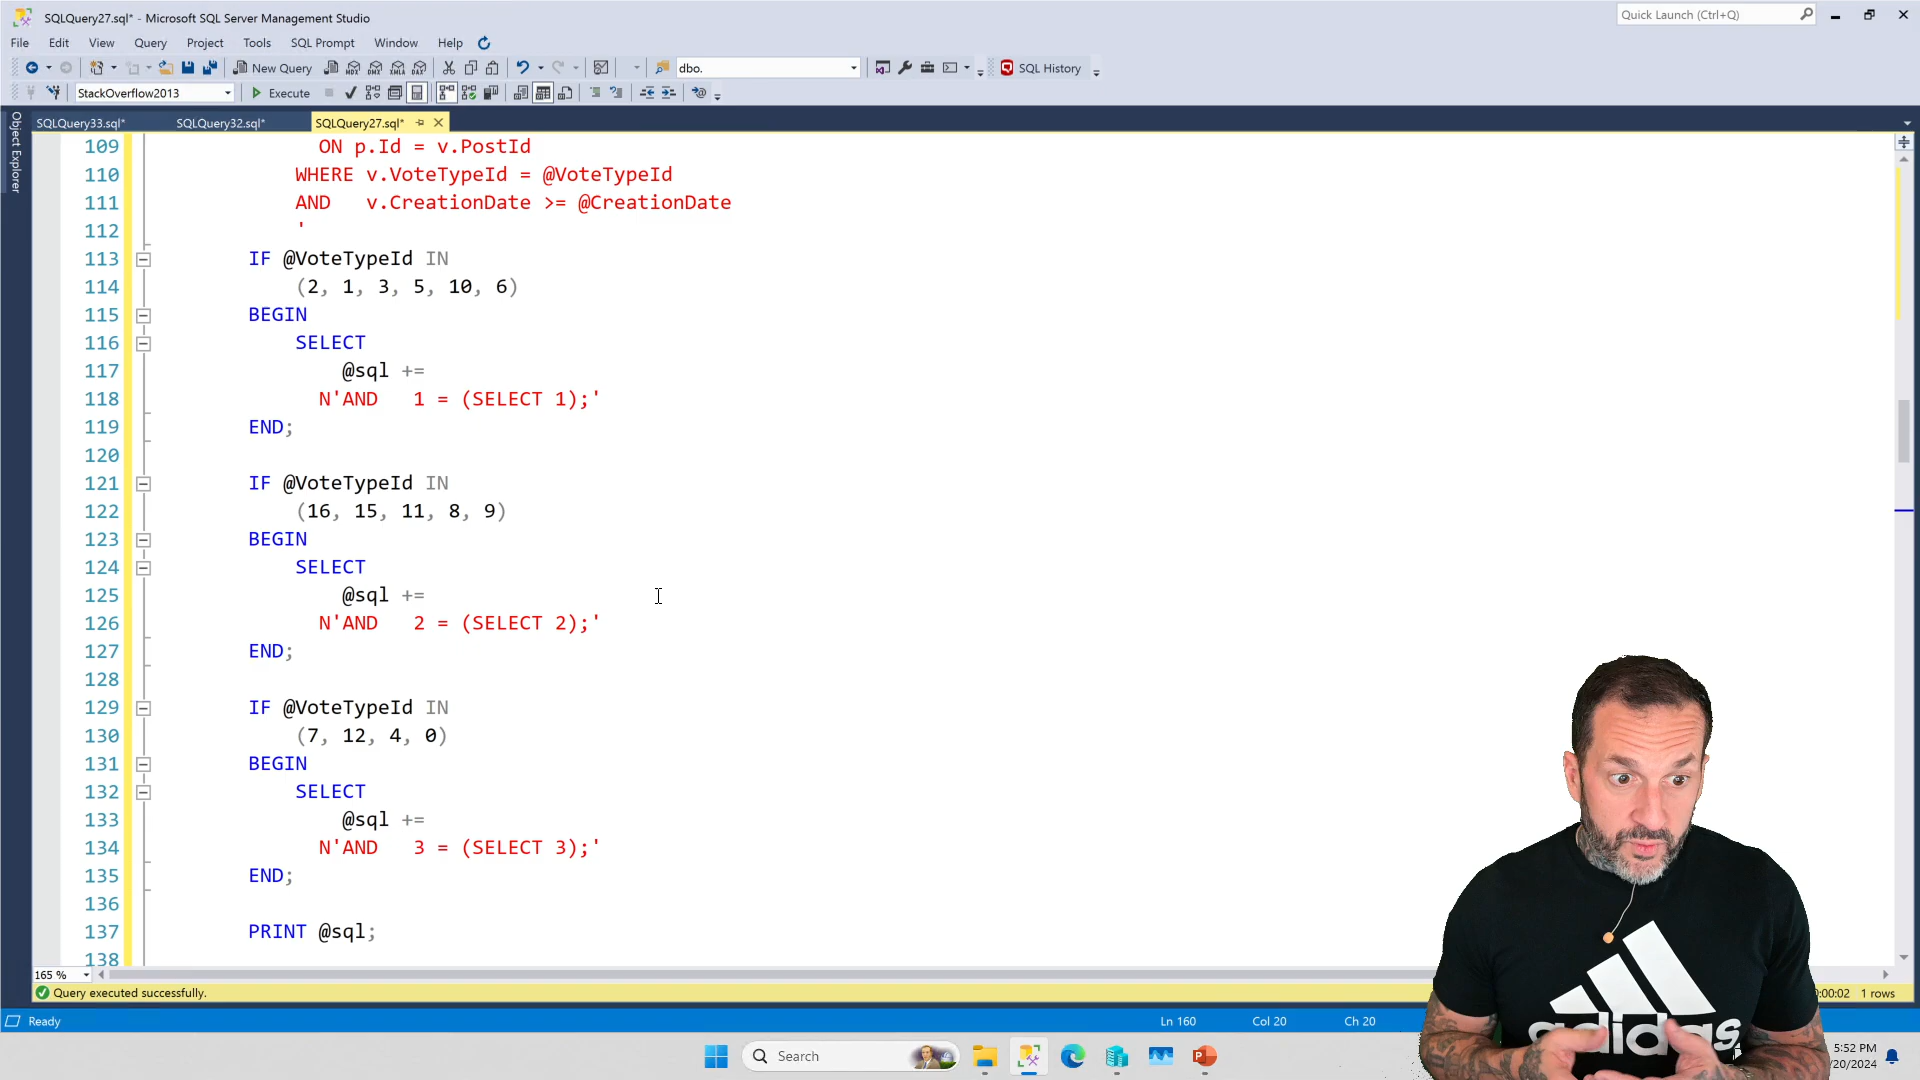 SQLQuery27.sql* - Microsoft SQL Server Management Studio
Quick Launch (Ctrl+Q)
File Edit View Query Project Tools SQL Prompt Window Help
New Query MDX DMX XMLA DAX dbo. SQL History
StackOverflow2013 Execute
SQLQuery33.sql* SQLQuery32.sql* SQLQuery27.sql*
Object Explorer
109 ON p.Id = v.PostId
110 WHERE v.VoteTypeId = @VoteTypeId
111 AND   v.CreationDate >= @CreationDate
112 '
113 IF @VoteTypeId IN
114 (2, 1, 3, 5, 10, 6)
115 BEGIN
116 SELECT
117 @sql +=
118 N'AND   1 = (SELECT 1);'
119 END;
120
121 IF @VoteTypeId IN
122 (16, 15, 11, 8, 9)
123 BEGIN
124 SELECT
125 @sql +=
126 N'AND   2 = (SELECT 2);'
127 END;
128
129 IF @VoteTypeId IN
130 (7, 12, 4, 0)
131 BEGIN
132 SELECT
133 @sql +=
134 N'AND   3 = (SELECT 3);'
135 END;
136
137 PRINT @sql;
138
165 %
Query executed successfully. :00:02 1 rows
Ready Ln 160 Col 20 Ch 20
adidas
Search
5:52 PM
/20/2024